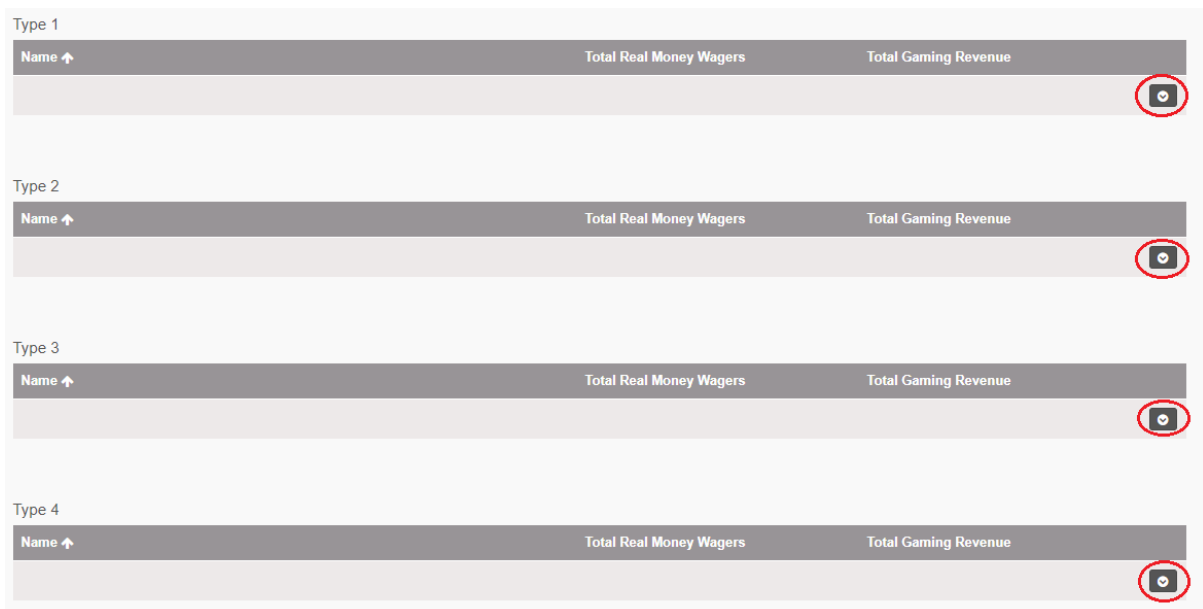 Type 1
Name Total Real Money Wagers Total Gaming Revenue
Type 2
Name Total Real Money Wagers Total Gaming Revenue
Type 3
Name Total Real Money Wagers Total Gaming Revenue
Type 4
Name Total Real Money Wagers Total Gaming Revenue